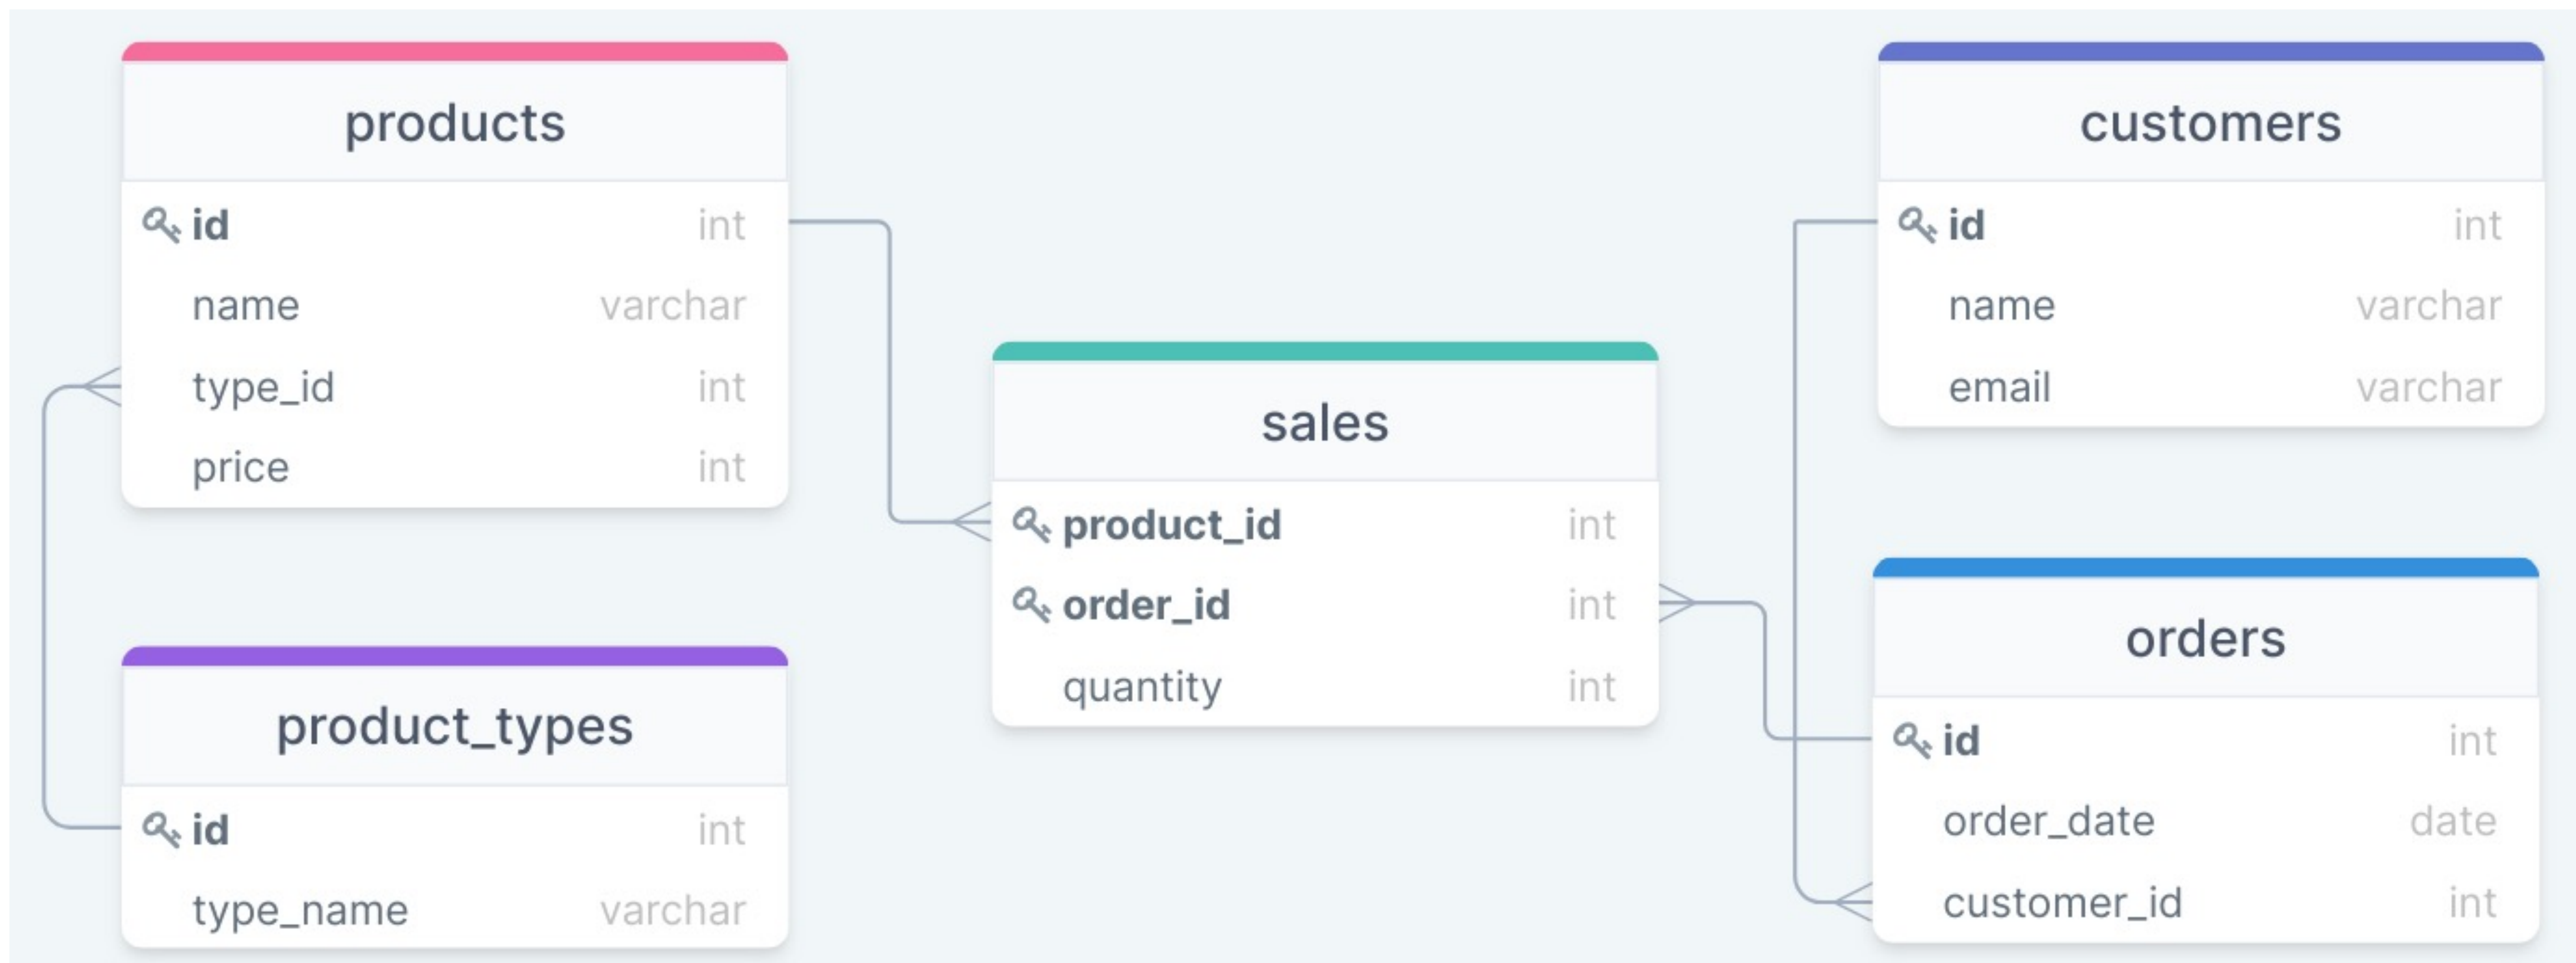 products
id int
name varchar
type_id int
price int
product_types
id int
type_name varchar
sales
product_id int
order_id int
quantity int
customers
id int
name varchar
email varchar
orders
id int
order_date date
customer_id int